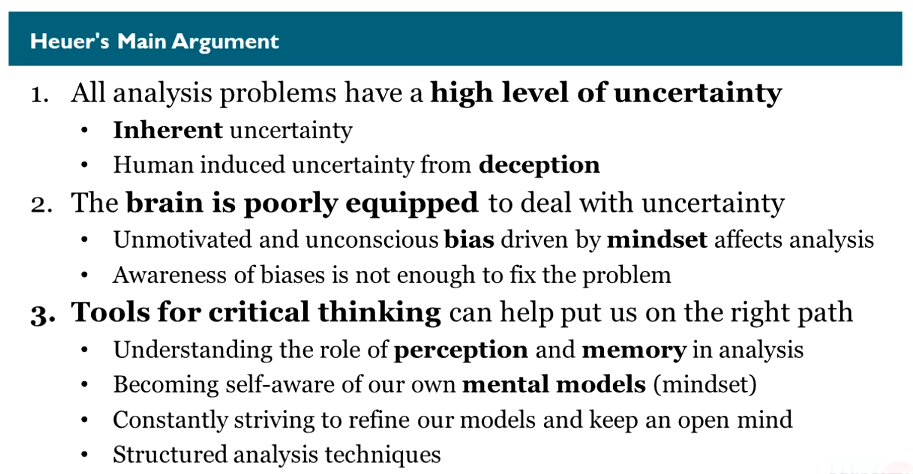 Heuer's Main Argument
1. All analysis problems have a high level of uncertainty
• Inherent uncertainty
• Human induced uncertainty from deception
2. The brain is poorly equipped to deal with uncertainty
• Unmotivated and unconscious bias driven by mindset affects analysis
• Awareness of biases is not enough to fix the problem
3. Tools for critical thinking can help put us on the right path
• Understanding the role of perception and memory in analysis
• Becoming self-aware of our own mental models (mindset)
• Constantly striving to refine our models and keep an open mind
• Structured analysis techniques